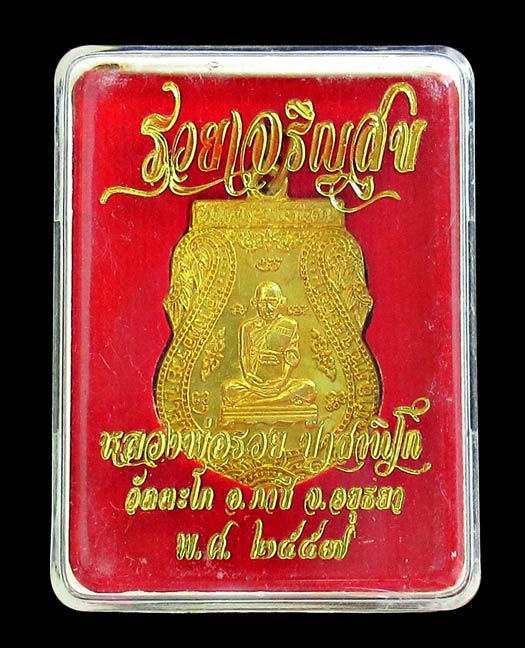 รวยเจริญสุข
หลวงพ่อรวย ปาสาทิโก
วัดตะโก อ.ภาชี จ.อยุธยา
พ.ศ. ๒๕๕๗